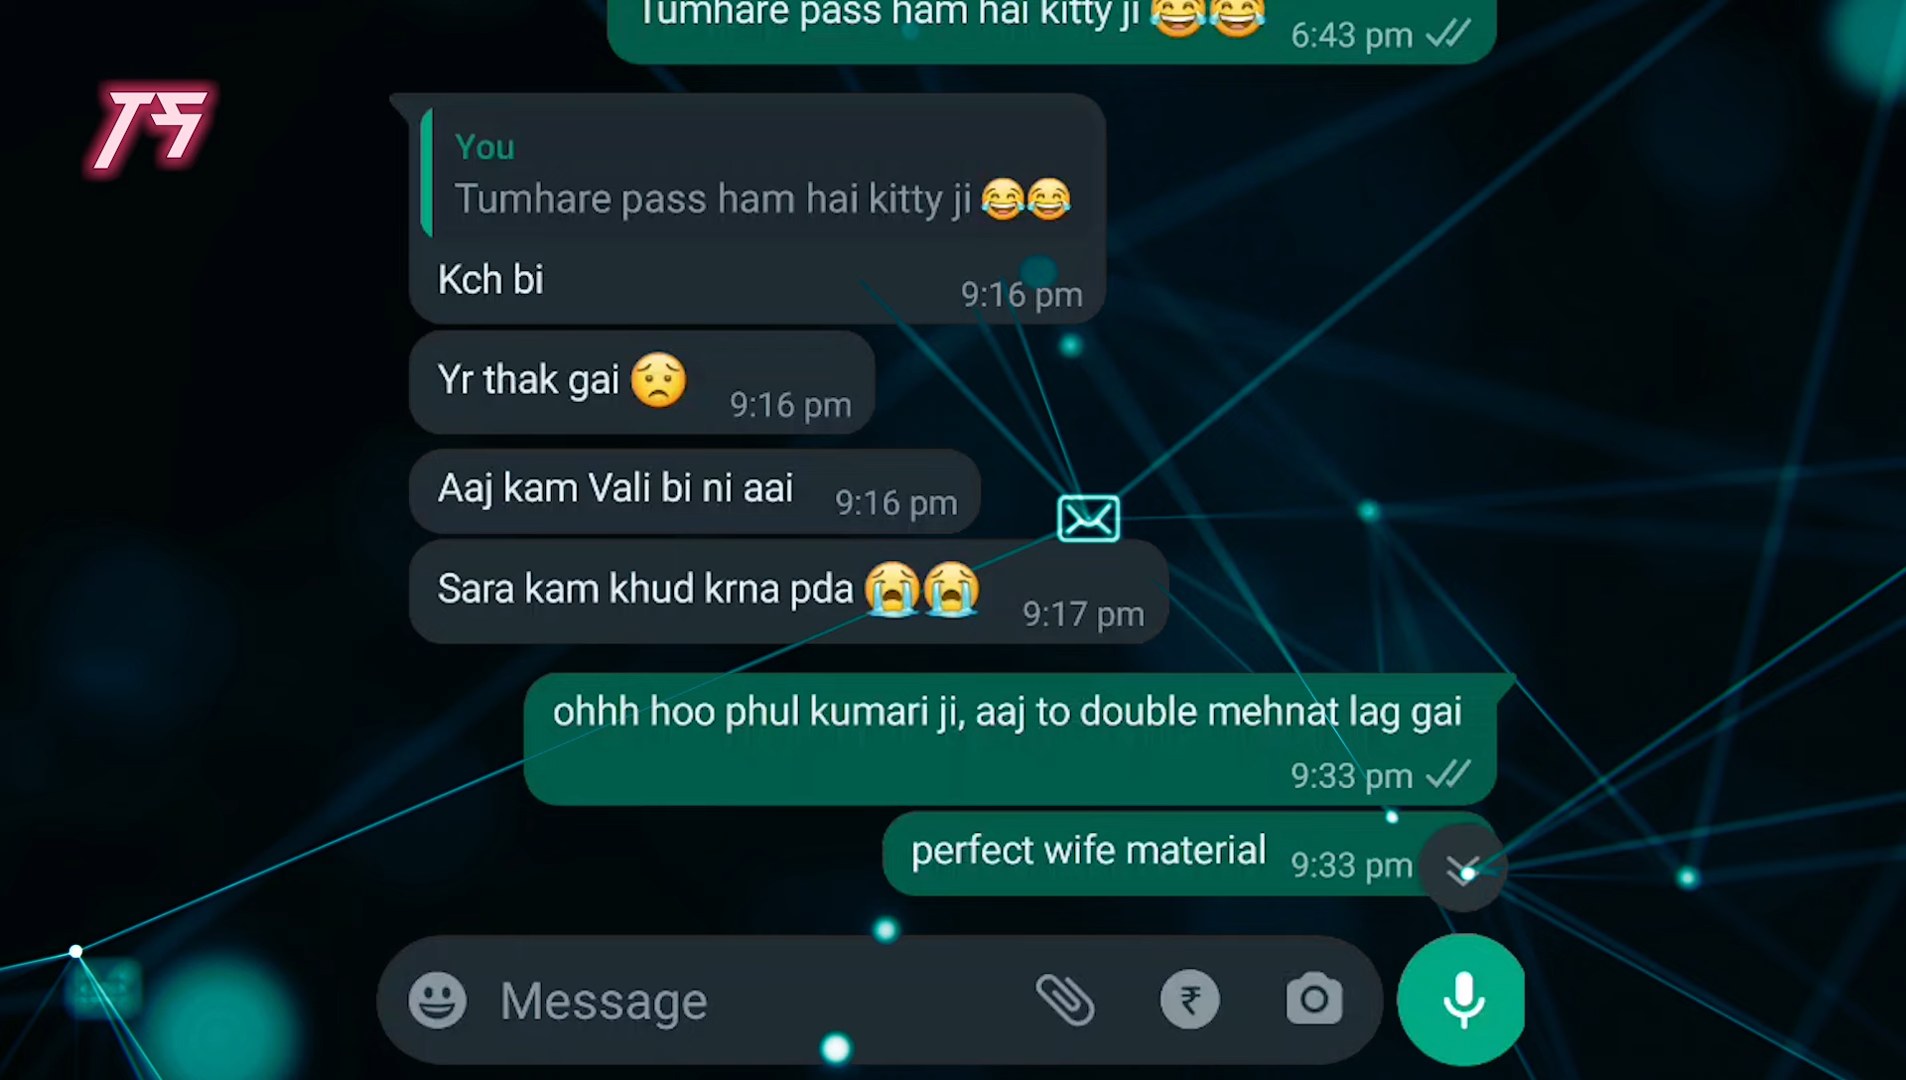 Tumhare pass ham hai kitty ji 😂😂
6:43 pm
TS
You
Tumhare pass ham hai kitty ji 😂😂
Kch bi
9:16 pm
Yr thak gai 😟
9:16 pm
Aaj kam Vali bi ni aai
9:16 pm
Sara kam khud krna pda 😭😭
9:17 pm
ohhh hoo phul kumari ji, aaj to double mehnat lag gai
9:33 pm
perfect wife material
9:33 pm
Message
₹